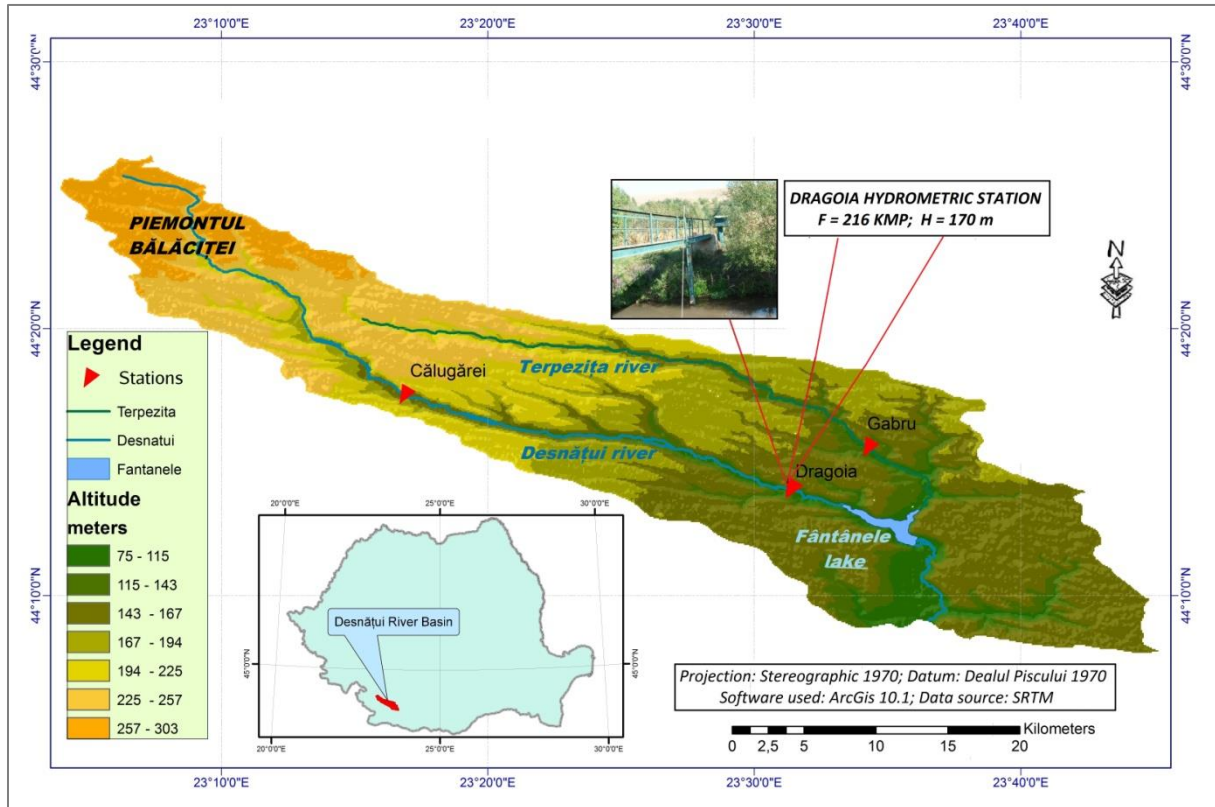 23°10'0"E
23°20'0"E
23°30'0"E
23°40'0"E
44°30'0"N
44°30'0"N
DRAGOIA HYDROMETRIC STATION
F = 216 KMP; H = 170 m
PIEMONTUL
BĂLĂCIȚEI
N
44°20'0"N
44°20'0"N
Legend
Stations
Terpezita
Desnatui
Fantanele
Altitude
meters
75 - 115
115 - 143
143 - 167
167 - 194
194 - 225
225 - 257
257 - 303
Călugărei
Terpezița river
Gabru
Desnățui river
Dragoia
Fântânele
lake
20°0'0"E
25°0'0"E
30°0'0"E
Desnățui River Basin
45°0'0"N
45°0'0"N
20°0'0"E
25°0'0"E
30°0'0"E
44°10'0"N
44°10'0"N
Projection: Stereographic 1970; Datum: Dealul Piscului 1970
Software used: ArcGis 10.1; Data source: SRTM
Kilometers
0 2,5 5 10 15 20
23°10'0"E
23°20'0"E
23°30'0"E
23°40'0"E